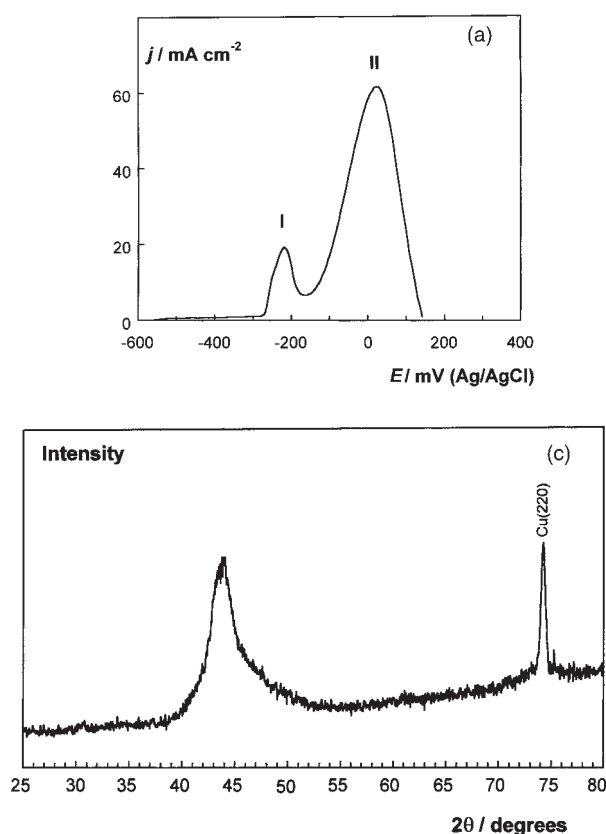 (a)
j / mA cm-2
II
60
40
I
20
0
-600 -400 -200 0 200 400
E/ mV (Ag/AgCl)
Intensity
(c)
Cu(220)
25 30 35 40 45 50 55 60 65 70 75 80
2θ / degrees